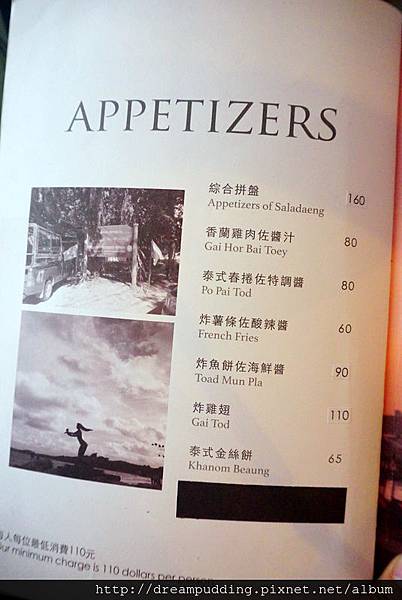 APPETIZERS
綜合拼盤 160
Appetizers of Saladaeng
香蘭雞肉佐醬汁 80
Gai Hor Bai Toey
泰式春捲佐特調醬 80
Po Pai Tod
炸薯條佐酸辣醬 60
French Fries
炸魚餅佐海鮮醬 90
Toad Mun Pla
炸雞翅 110
Gai Tod
泰式金絲餅 65
Khanom Beaung
人每位最低消費110元
minimum charge is 110 dollars per person
http://dreampudding.pixnet.net/album